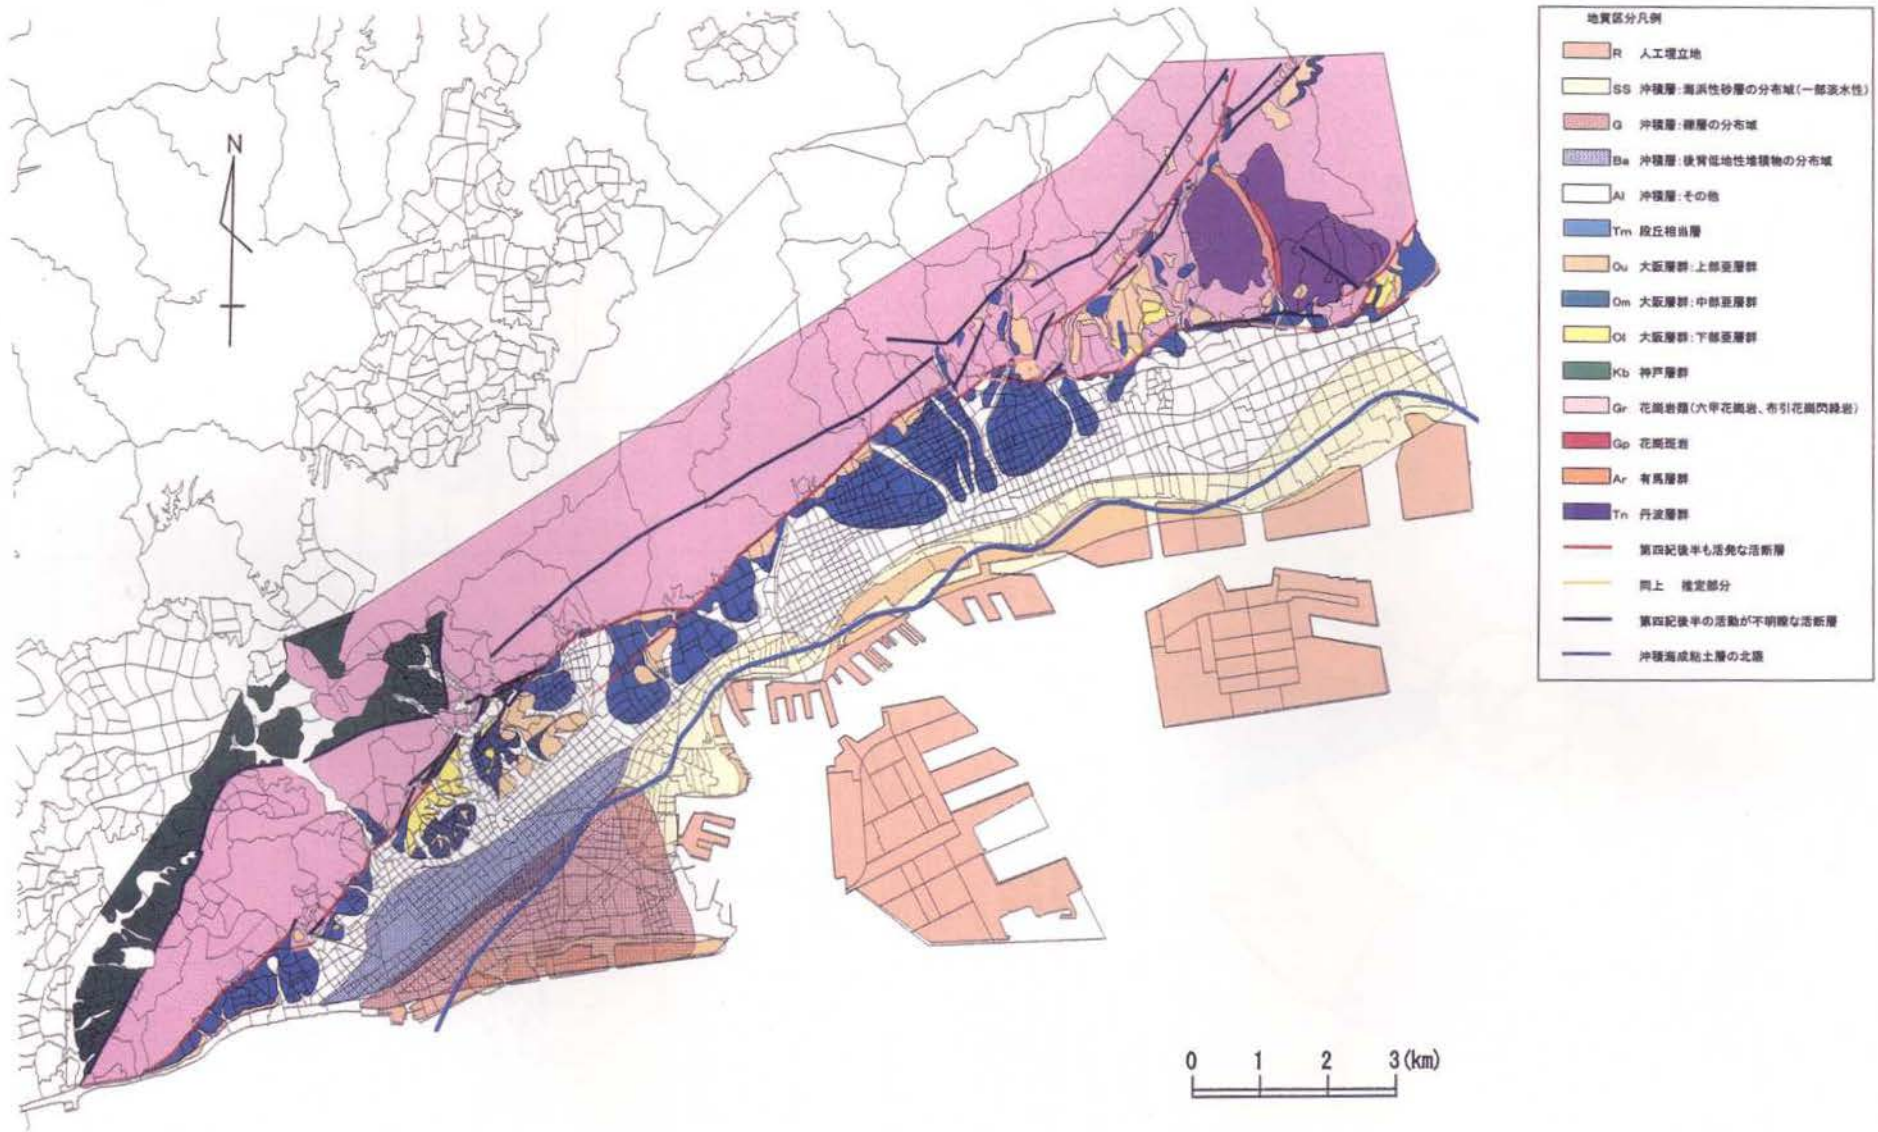 地質区分凡例
R 人工埋立地
SS 沖積層:海浜性砂層の分布域(一部淡水性)
G 沖積層:礫層の分布域
Ba 沖積層:後背低地性堆積物の分布域
Al 沖積層:その他
Tm 段丘相当層
Ou 大阪層群:上部亜層群
Om 大阪層群:中部亜層群
Ol 大阪層群:下部亜層群
Kb 神戸層群
Gr 花崗岩類(六甲花崗岩、布引花崗閃緑岩)
Gp 花崗斑岩
Ar 有馬層群
Tn 丹波層群
第四紀後半も活発な活断層
同上 推定部分
第四紀後半の活動が不明瞭な活断層
沖積海成粘土層の北限
N
0 1 2 3(km)